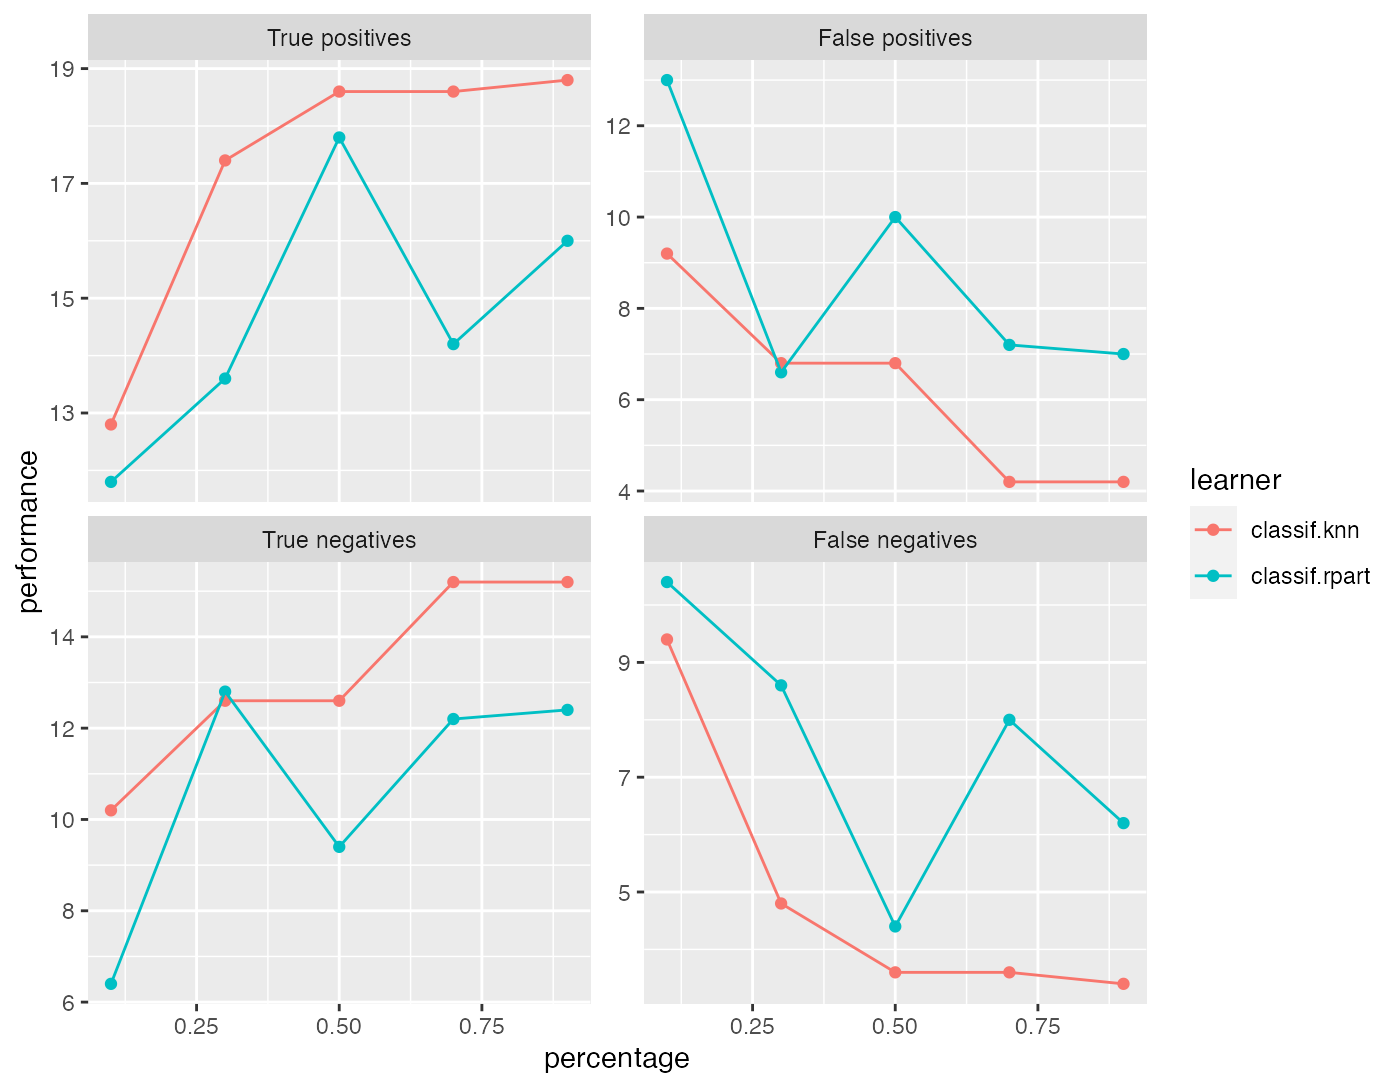 True positives
False positives
19
17
15
13
12
10
8
6
4
performance
True negatives
False negatives
14
12
10
8
6
9
7
5
0.25
0.50
0.75
0.25
0.50
0.75
percentage
learner
classif.knn
classif.rpart